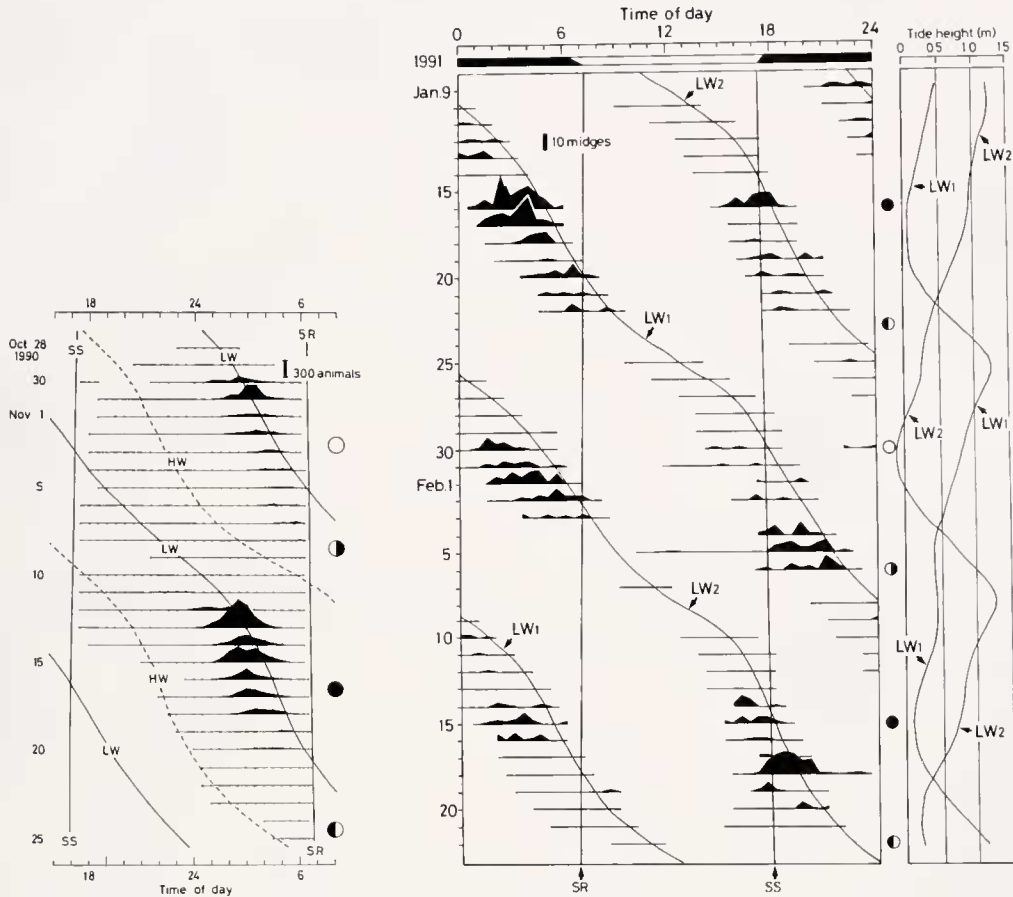 18 24 6
Oct 28
1990
30
Nov 1
5
10
15
20
25
SS
SR
LW
300 animals
HW
LW
HW
LW
SS
SR
18 24 6
Time of day
Time of day
0 6 12 18 24
1991
Jan.9
15
20
25
30
Feb.1
5
10
15
20
LW2
10 midges
LW1
LW2
LW1
SR
SS
Tide height (m)
0 0.5 1.0 1.5
LW2
LW1
LW2
LW1
LW1
LW2